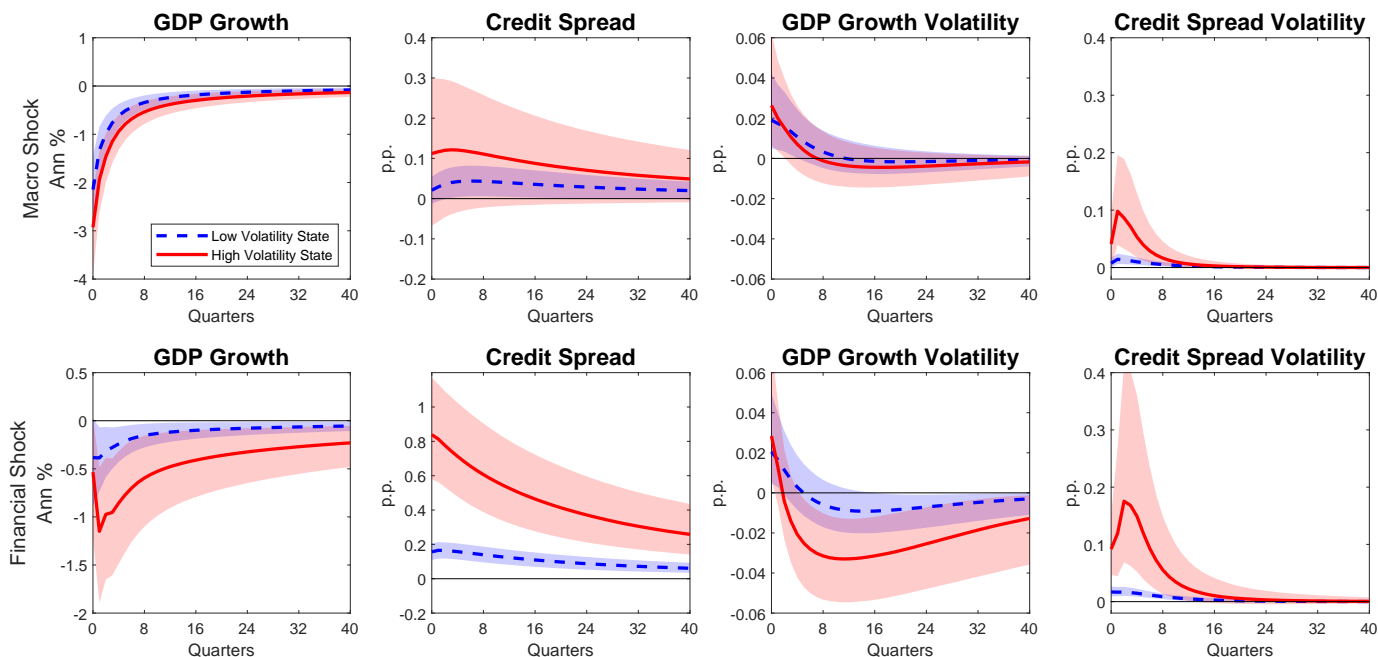 GDP Growth
Credit Spread
GDP Growth Volatility
Credit Spread Volatility
Macro Shock
Ann %
1
0
-1
-2
-3
-4
Low Volatility State
High Volatility State
0 8 16 24 32 40
Quarters
p.p.
0.4
0.3
0.2
0.1
0
-0.1
-0.2
0 8 16 24 32 40
Quarters
p.p.
0.06
0.04
0.02
0
-0.02
-0.04
-0.06
0 8 16 24 32 40
Quarters
p.p.
0.4
0.3
0.2
0.1
0
0 8 16 24 32 40
Quarters
GDP Growth
Credit Spread
GDP Growth Volatility
Credit Spread Volatility
Financial Shock
Ann %
0.5
0
-0.5
-1
-1.5
-2
0 8 16 24 32 40
Quarters
p.p.
1
0.8
0.6
0.4
0.2
0
-0.2
0 8 16 24 32 40
Quarters
p.p.
0.06
0.04
0.02
0
-0.02
-0.04
-0.06
0 8 16 24 32 40
Quarters
p.p.
0.4
0.3
0.2
0.1
0
0 8 16 24 32 40
Quarters